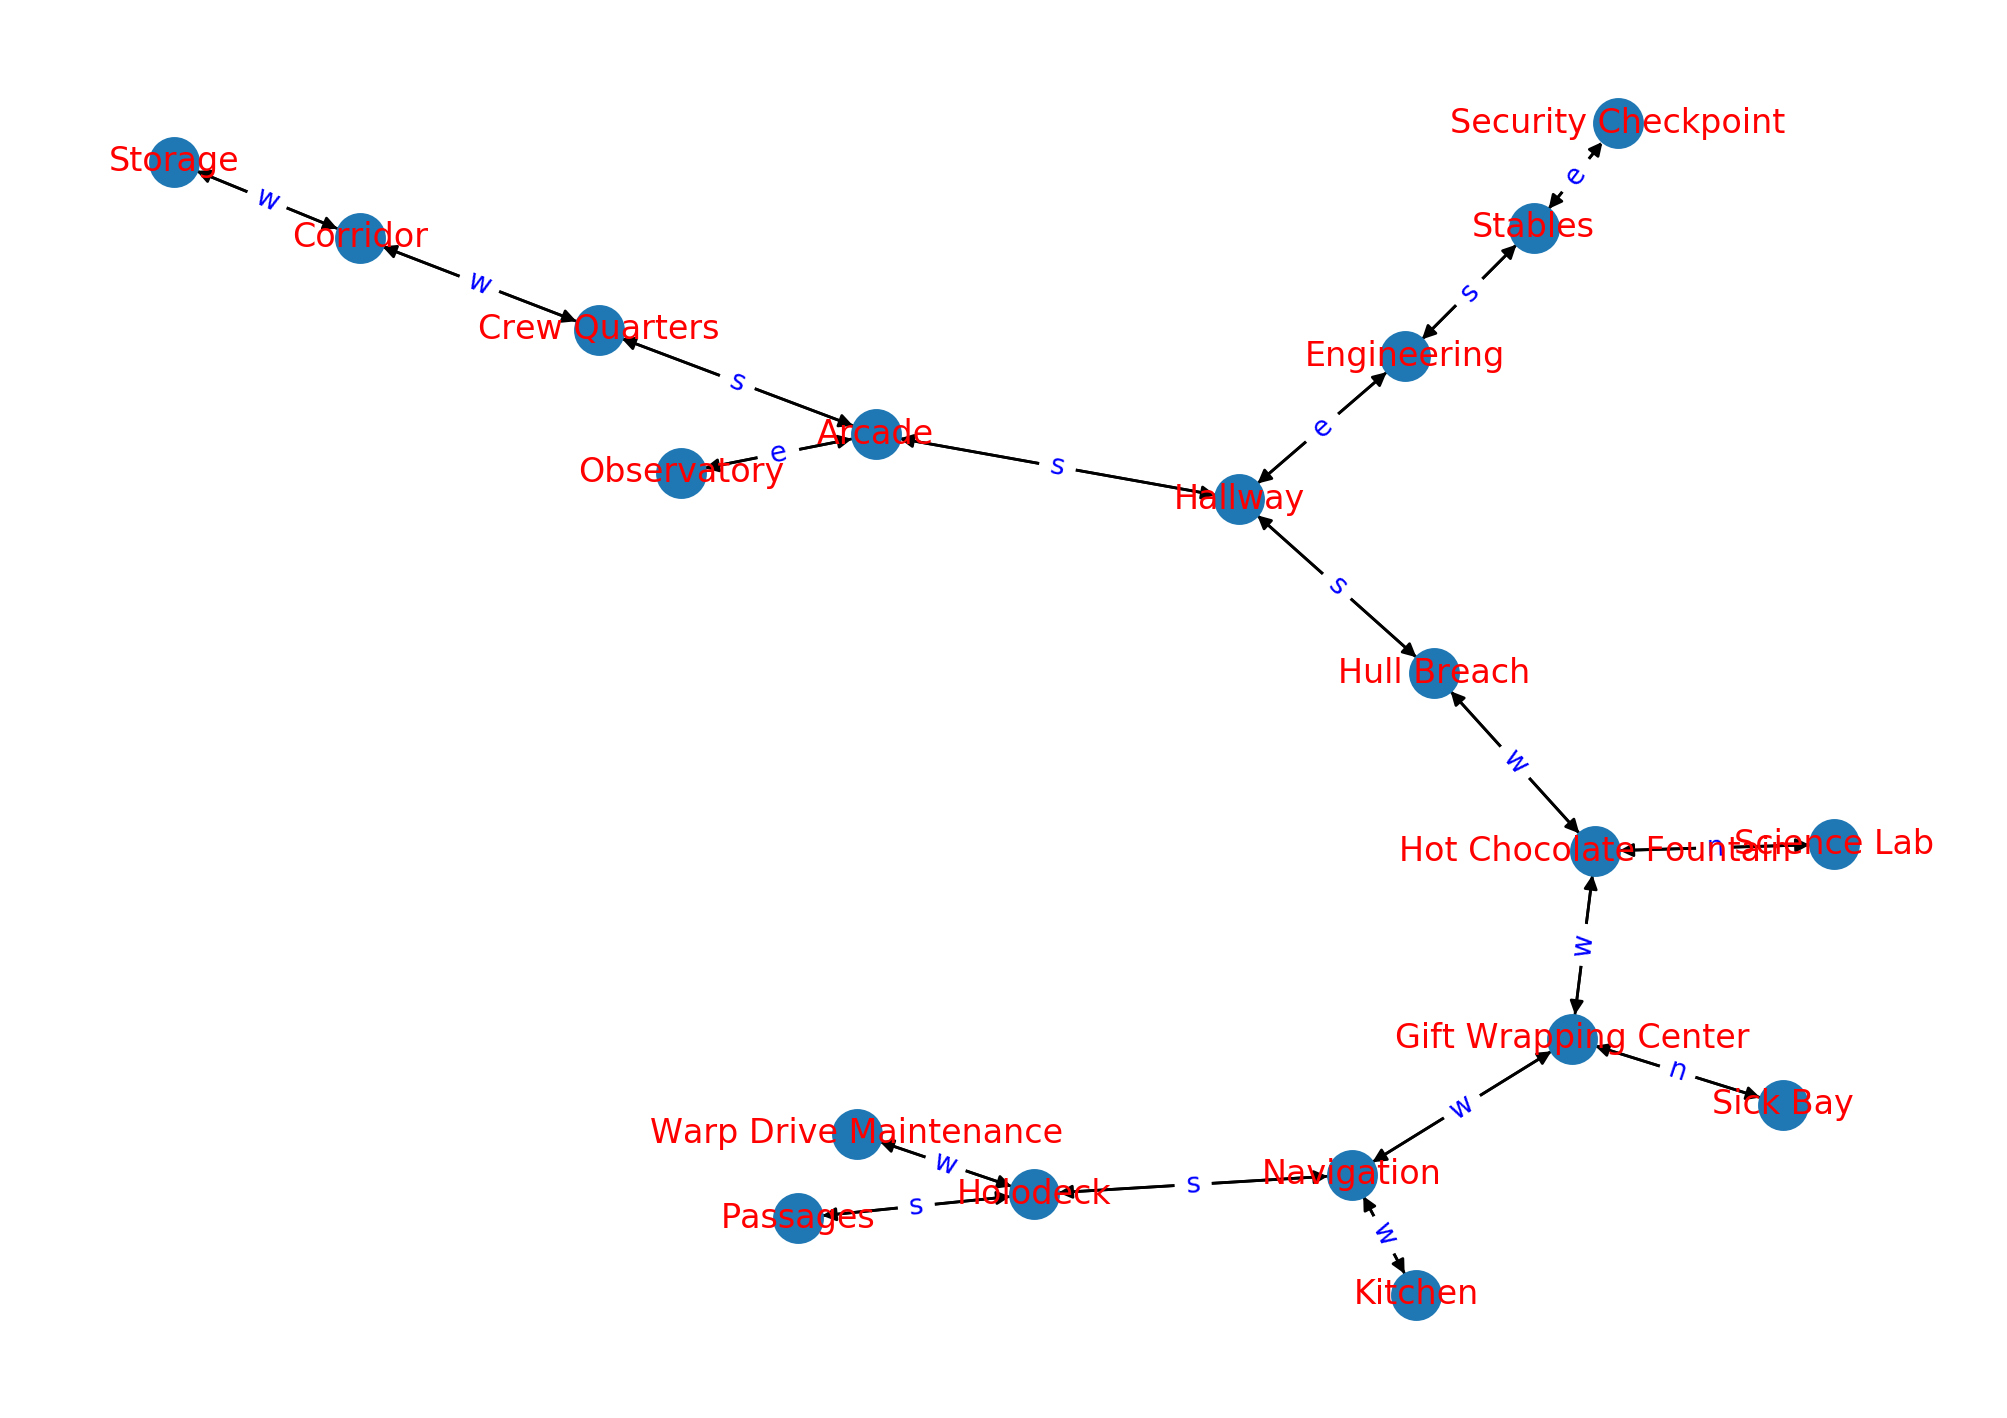 Security Checkpoint
Storage
e
w
Stables
Corridor
w
s
Crew Quarters
Engineering
s
e
Arcade
e
Observatory
s
Hallway
s
Hull Breach
w
Hot Chocolate Fountain
n
Science Lab
w
Gift Wrapping Center
n
Sick Bay
w
Warp Drive Maintenance
w
Navigation
s
Holodeck
s
Passages
w
Kitchen